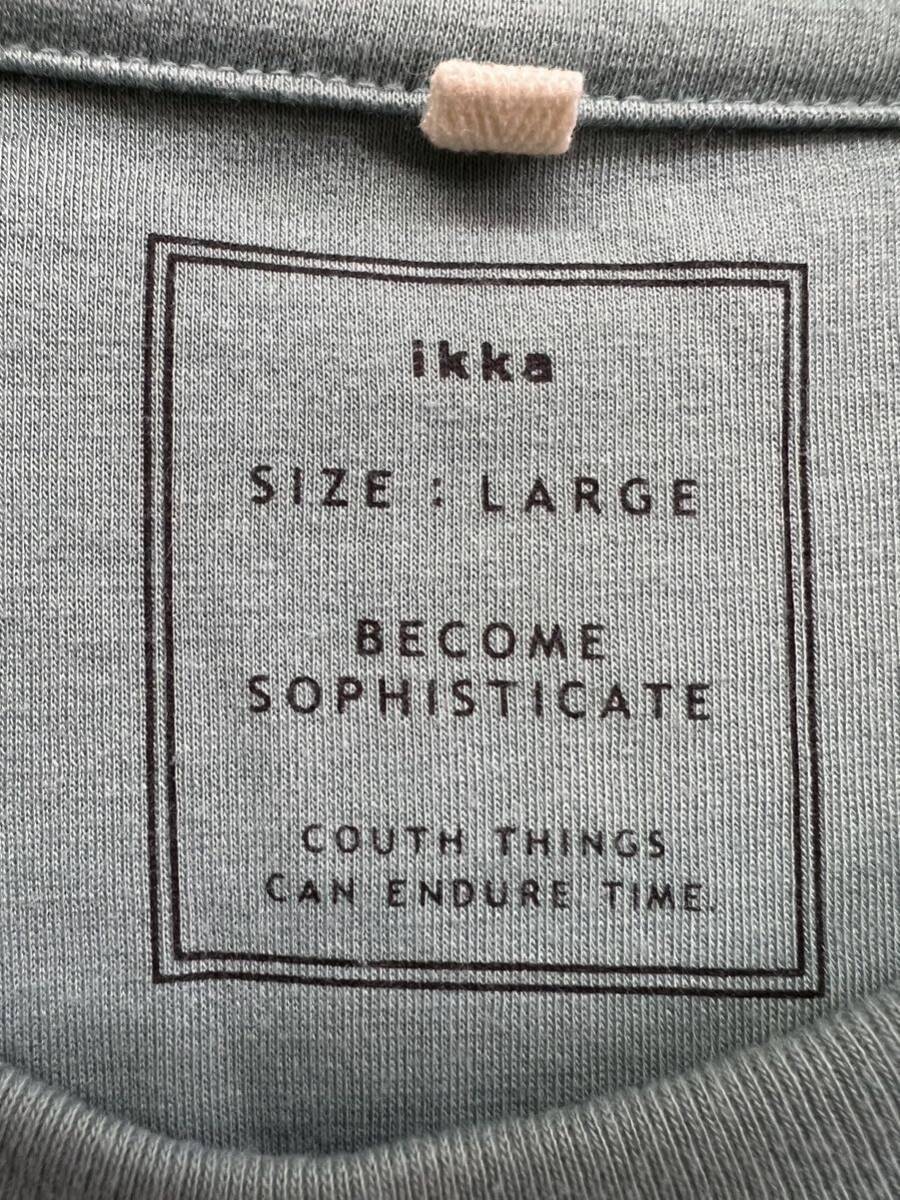 ikka
SIZE : LARGE
BECOME
SOPHISTICATE
COUTH THINGS
CAN ENDURE TIME.